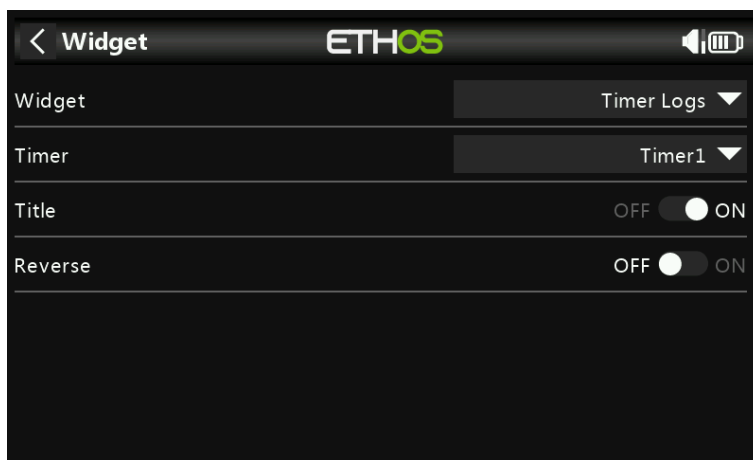 Widget ETHOS
Widget Timer Logs
Timer Timer1
Title OFF ON
Reverse OFF ON